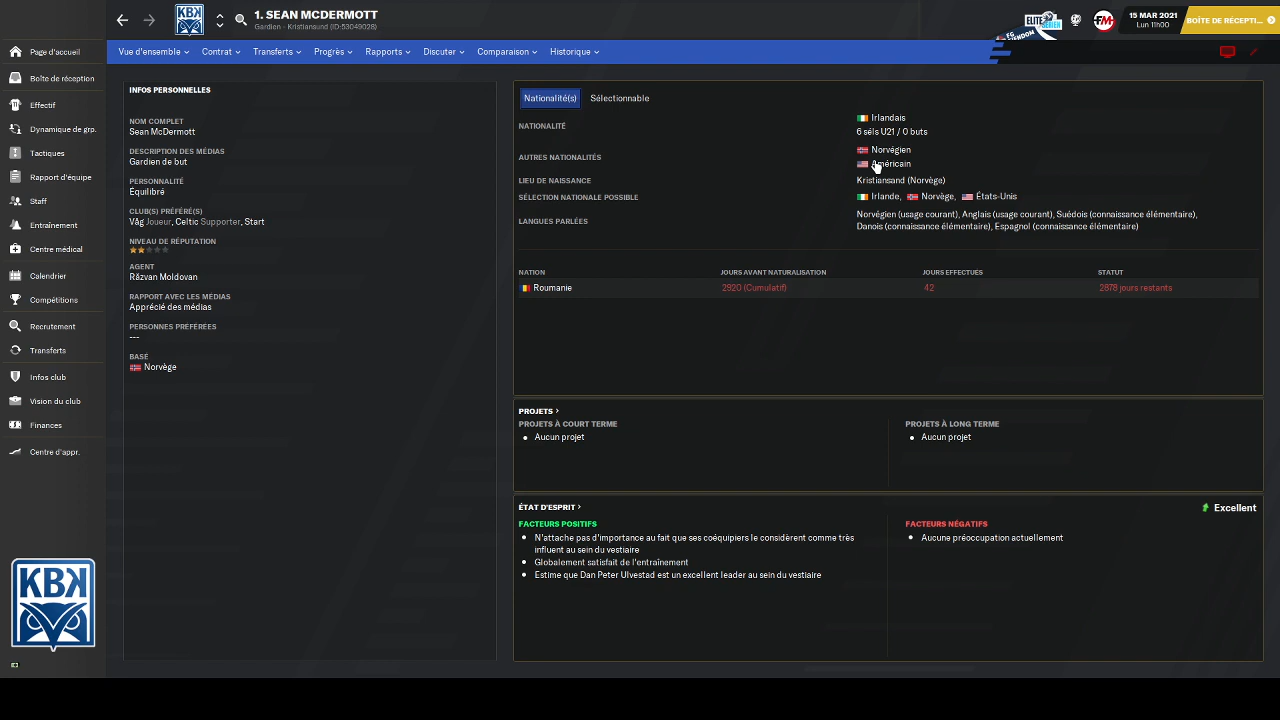 KBK
1. SEAN MCDERMOTT
Gardien - Kristiansund (ID:53049028)
ELITE
SERIEN
FM
15 MAR 2021
Lun 11h00
BOÎTE DE RÉCEPTI...
Page d'accueil
Vue d'ensemble
Contrat
Transferts
Progrès
Rapports
Discuter
Comparaison
Historique
Boîte de réception
Effectif
Dynamique de grp.
Tactiques
Rapport d'équipe
Staff
Entraînement
Centre médical
Calendrier
Compétitions
Recrutement
Transferts
Infos club
Vision du club
Finances
Centre d'appr.
KBK
INFOS PERSONNELLES
NOM COMPLET
Sean McDermott
DESCRIPTION DES MÉDIAS
Gardien de but
PERSONNALITÉ
Équilibré
CLUB(S) PRÉFÉRÉ(S)
Våg Joueur, Celtic Supporter, Start
NIVEAU DE RÉPUTATION
AGENT
Răzvan Moldovan
RAPPORT AVEC LES MÉDIAS
Apprécié des médias
PERSONNES PRÉFÉRÉES
---
BASÉ
Norvège
Nationalité(s)
Sélectionnable
NATIONALITÉ
Irlandais
6 séls U21 / 0 buts
AUTRES NATIONALITÉS
Norvégien
Américain
LIEU DE NAISSANCE
Kristiansand (Norvège)
SÉLECTION NATIONALE POSSIBLE
Irlande, Norvège, États-Unis
LANGUES PARLÉES
Norvégien (usage courant), Anglais (usage courant), Suédois (connaissance élémentaire),
Danois (connaissance élémentaire), Espagnol (connaissance élémentaire)
NATION
JOURS AVANT NATURALISATION
JOURS EFFECTUÉS
STATUT
Roumanie
2920 (Cumulatif)
42
2878 jours restants
PROJETS >
PROJETS À COURT TERME
Aucun projet
PROJETS À LONG TERME
Aucun projet
ÉTAT D'ESPRIT >
Excellent
FACTEURS POSITIFS
N'attache pas d'importance au fait que ses coéquipiers le considèrent comme très
influent au sein du vestiaire
Globalement satisfait de l'entraînement
Estime que Dan Peter Ulvestad est un excellent leader au sein du vestiaire
FACTEURS NÉGATIFS
Aucune préoccupation actuellement